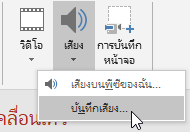 วิดีโอ
เสียง
การบันทึก
หน้าจอ
เสียงบนพีซีของฉัน...
บันทึกเสียง...